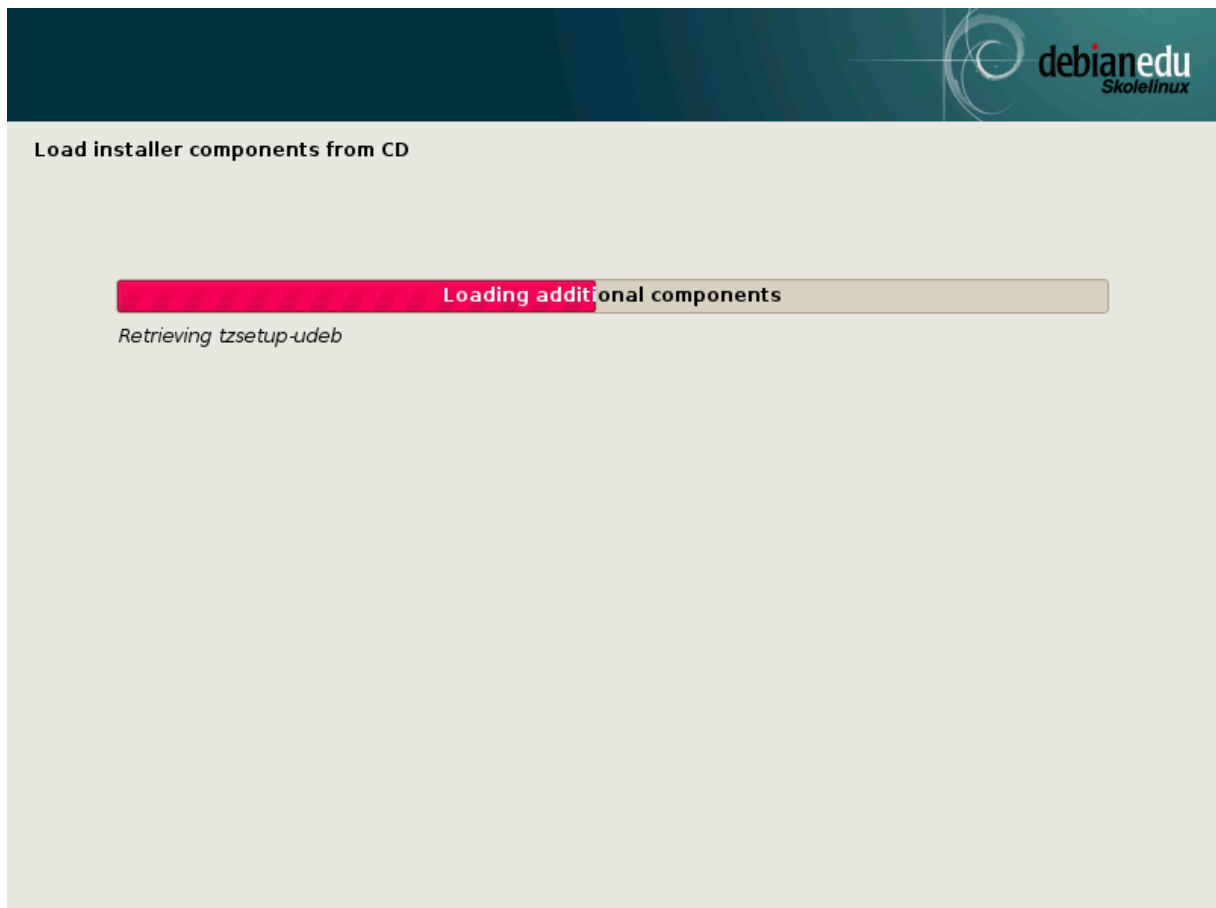 debianedu
Skolelinux
Load installer components from CD
Loading additional components
Retrieving tzsetup-udeb